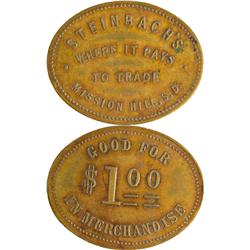 STEINBACH'S
WHERE IT PAYS
TO TRADE
MISSION HILL, S.D.
GOOD FOR
$1.00
IN MERCHANDISE